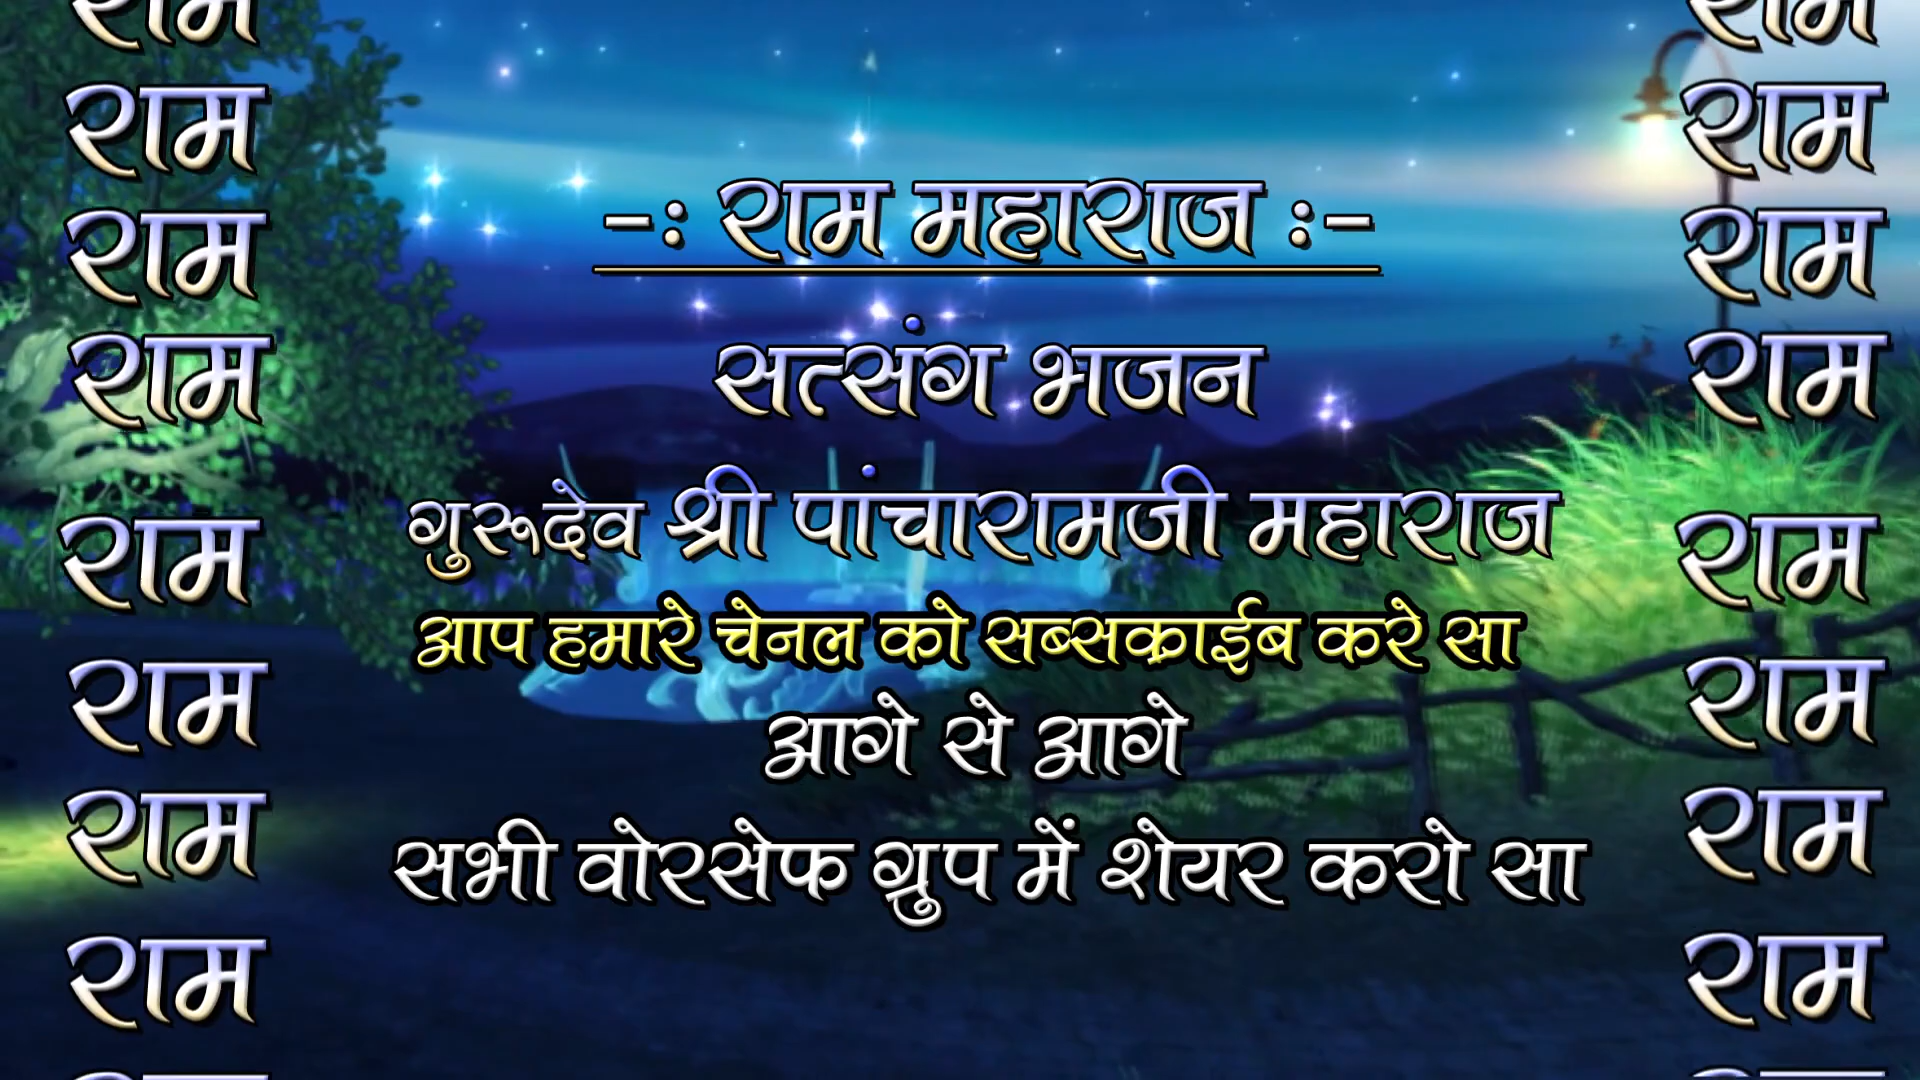 राम राम
राम राम
-: राम महाराज :-
राम राम
सत्संग भजन
राम राम
गुरूदेव श्री पांचारामजी महाराज
राम राम
आप हमारे चेनल को सब्सक्राईब करे सा
राम राम
आगे से आगे
राम राम
सभी वोरसेफ ग्रुप में शेयर करो सा
राम राम